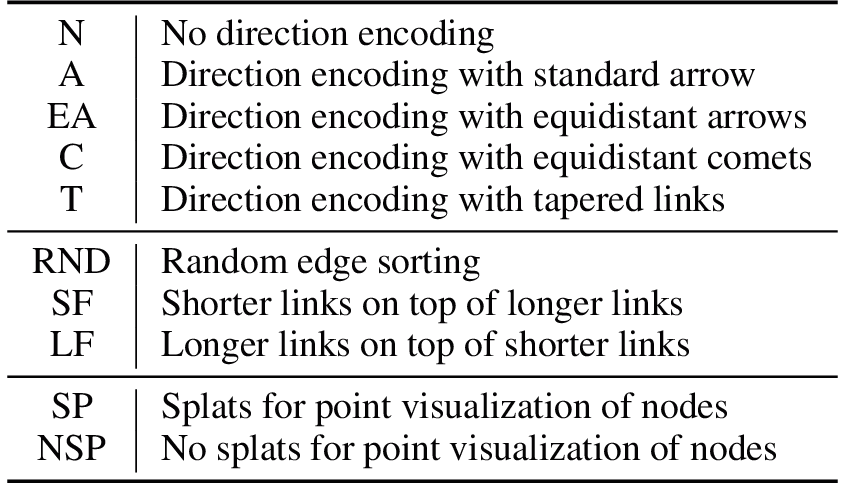 N No direction encoding
A Direction encoding with standard arrow
EA Direction encoding with equidistant arrows
C Direction encoding with equidistant comets
T Direction encoding with tapered links
RND Random edge sorting
SF Shorter links on top of longer links
LF Longer links on top of shorter links
SP Splats for point visualization of nodes
NSP No splats for point visualization of nodes